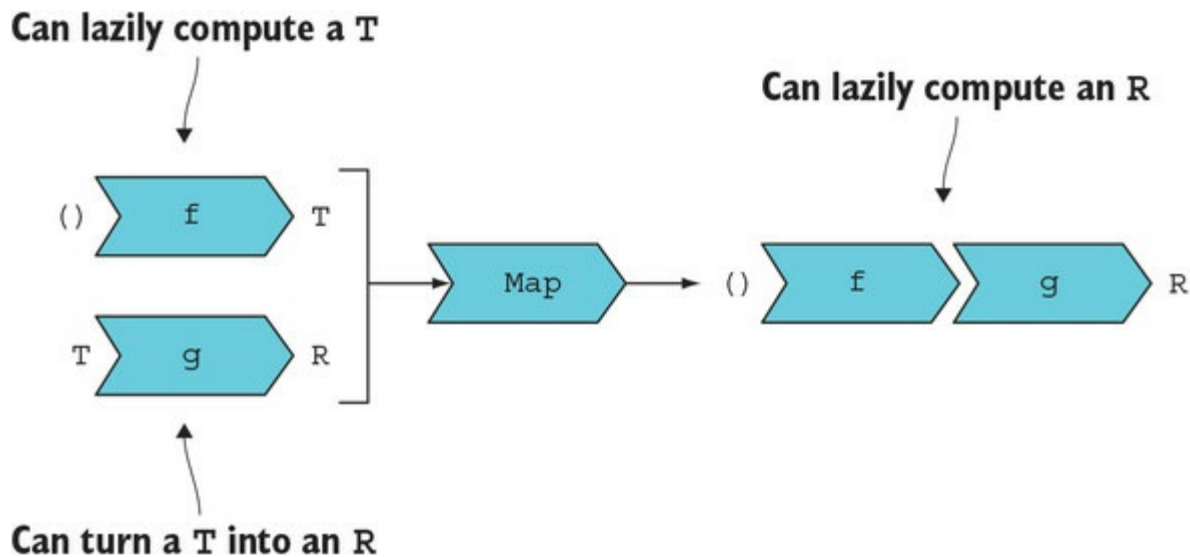 Can lazily compute a T
Can lazily compute an R
() f T
T g R
Map
() f g R
Can turn a T into an R